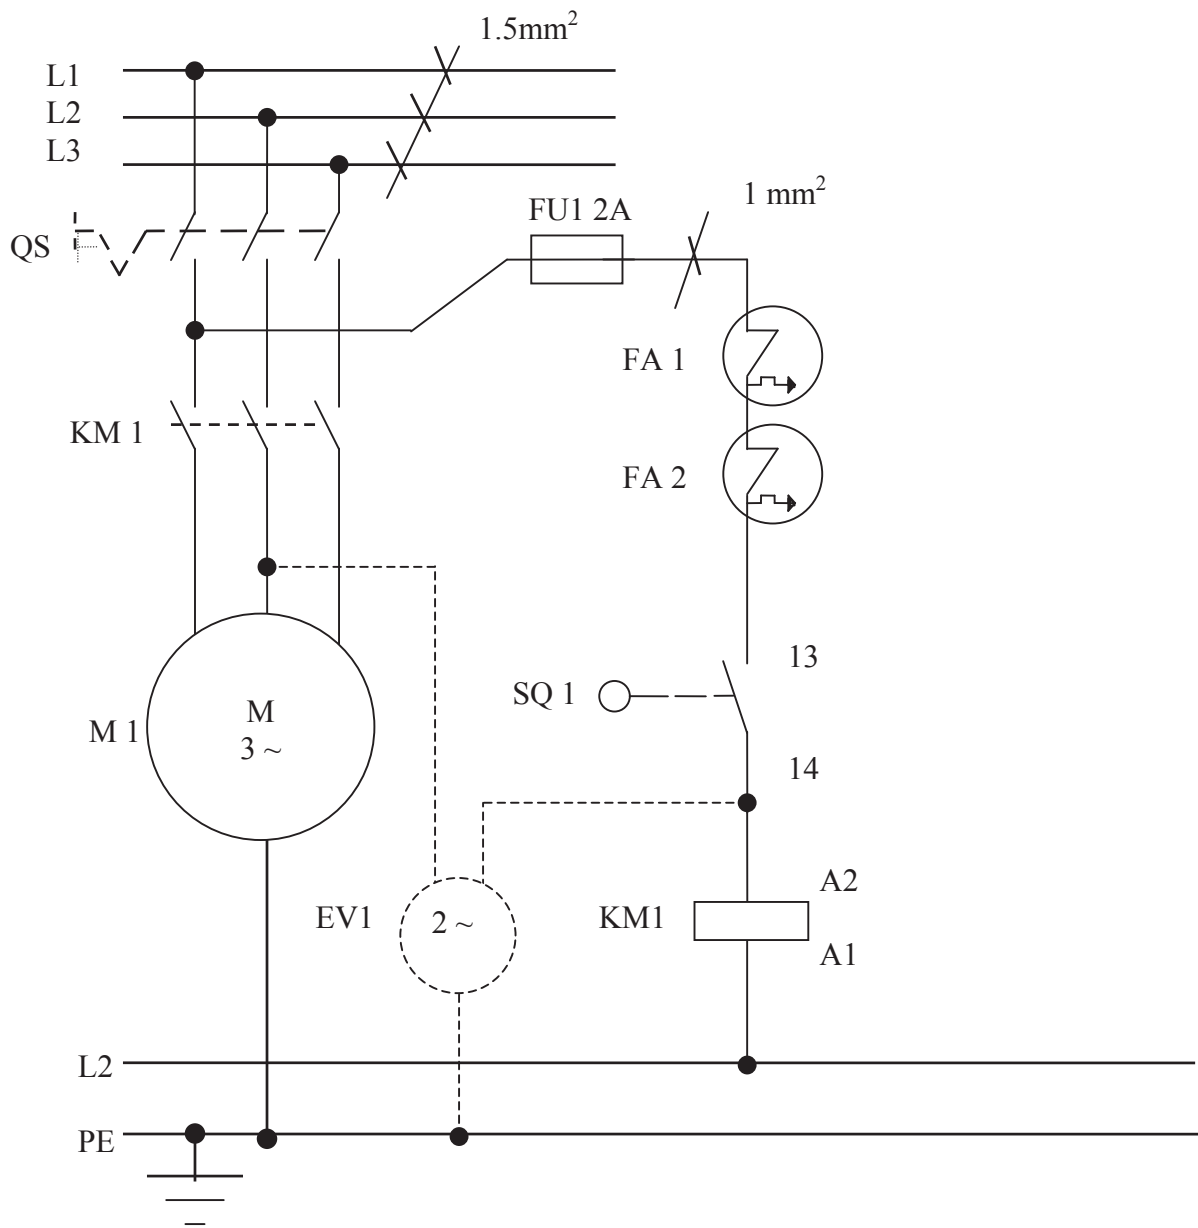 1.5mm²
L1
L2
L3
1 mm²
FU1 2A
QS
FA 1
KM 1
FA 2
13
SQ 1
M
M 1
3 ~
14
A2
EV1
2 ~
KM1
A1
L2
PE